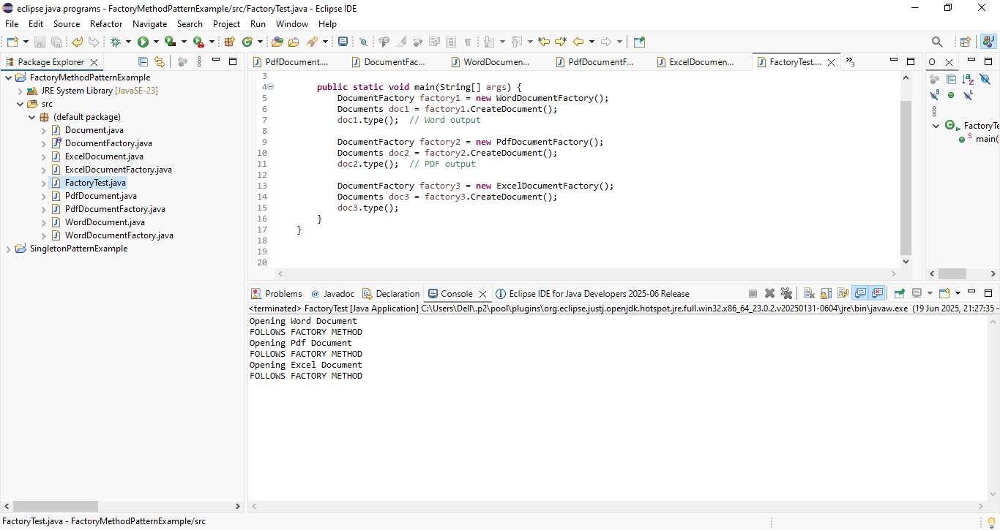 eclipse java programs - FactoryMethodPatternExample/src/FactoryTest.java - Eclipse IDE
File Edit Source Refactor Navigate Search Project Run Window Help
Package Explorer
FactoryMethodPatternExample
JRE System Library [JavaSE-23]
src
(default package)
Document.java
DocumentFactory.java
ExcelDocument.java
ExcelDocumentFactory.java
FactoryTest.java
PdfDocument.java
PdfDocumentFactory.java
WordDocument.java
WordDocumentFactory.java
SingletonPatternExample
PdfDocument.... DocumentFac... WordDocumen... PdfDocumentF... ExcelDocumen... FactoryTest.... »3
3
4 public static void main(String[] args) {
5 DocumentFactory factory1 = new WordDocumentFactory();
6 Documents doc1 = factory1.CreateDocument();
7 doc1.type(); // Word output
8
9 DocumentFactory factory2 = new PdfDocumentFactory();
10 Documents doc2 = factory2.CreateDocument();
11 doc2.type(); // PDF output
12
13 DocumentFactory factory3 = new ExcelDocumentFactory();
14 Documents doc3 = factory3.CreateDocument();
15 doc3.type();
16 }
17 }
18
19
20
O
FactoryTe
main(
Problems Javadoc Declaration Console Eclipse IDE for Java Developers 2025-06 Release
<terminated> FactoryTest [Java Application] C:\Users\Dell\.p2\pool\plugins\org.eclipse.justj.openjdk.hotspot.jre.full.win32.x86_64_23.0.2.v20250131-0604\jre\bin\javaw.exe (19 Jun 2025, 21:27:35 –
Opening Word Document
FOLLOWS FACTORY METHOD
Opening Pdf Document
FOLLOWS FACTORY METHOD
Opening Excel Document
FOLLOWS FACTORY METHOD
FactoryTest.java - FactoryMethodPatternExample/src